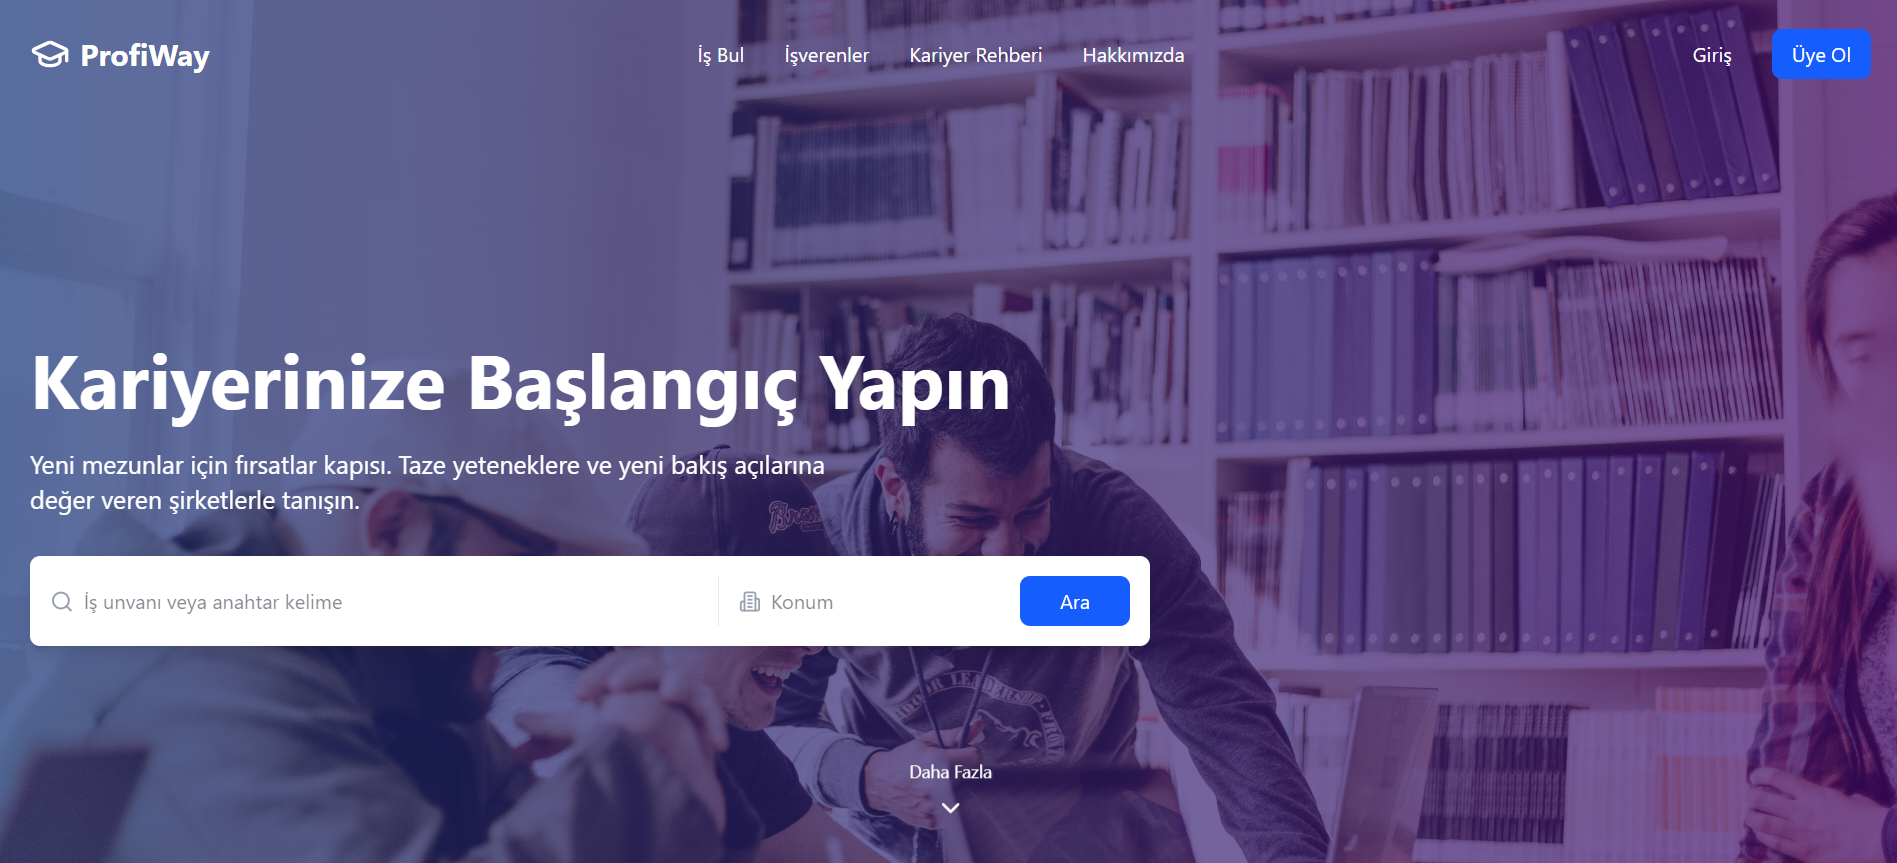 ProfiWay
İş Bul
İşverenler
Kariyer Rehberi
Hakkımızda
Giriş
Üye Ol
Kariyerinize Başlangıç Yapın
Yeni mezunlar için fırsatlar kapısı. Taze yeteneklere ve yeni bakış açılarına
değer veren şirketlerle tanışın.
İş unvanı veya anahtar kelime
Konum
Ara
LEADERSHIP
Daha Fazla